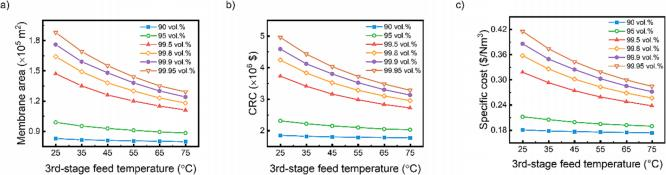 a)
Membrane area (×10⁵ m²)
1.8
1.5
1.2
0.9
90 vol.%
95 vol.%
99.5 vol.%
99.8 vol.%
99.9 vol.%
99.95 vol.%
25 35 45 55 65 75
3rd-stage feed temperature (°C)
b)
5
4
3
2
90 vol.%
95 vol.%
99.5 vol.%
99.8 vol.%
99.9 vol.%
99.95 vol.%
25 35 45 55 65 75
3rd-stage feed temperature (°C)
c)
Specific cost ($/Nm³)
0.42
0.36
0.30
0.24
0.18
90 vol.%
95 vol.%
99.5 vol.%
99.8 vol.%
99.9 vol.%
99.95 vol.%
25 35 45 55 65 75
3rd-stage feed temperature (°C)